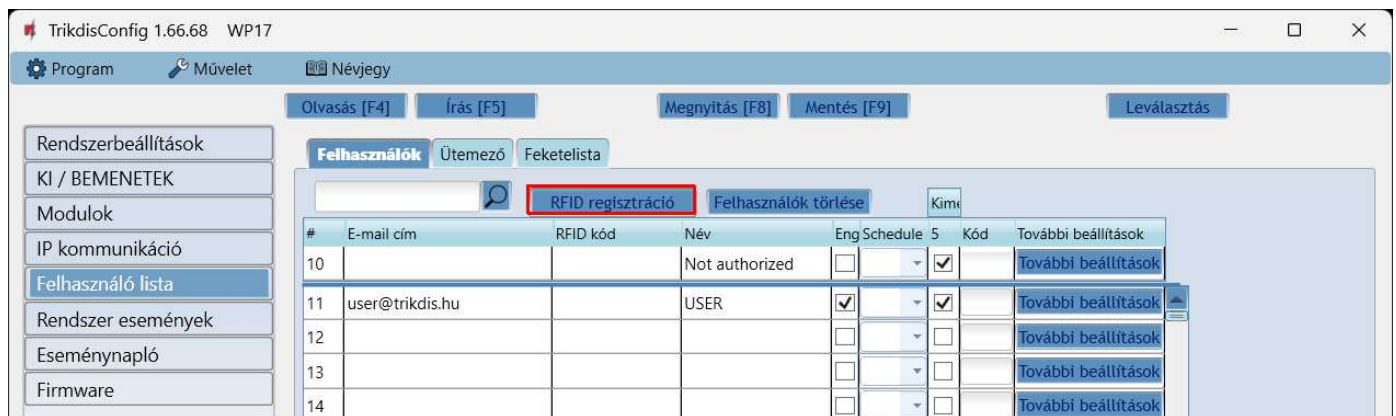 TrikdisConfig 1.66.68 WP17
Program Művelet Névjegy
Olvasás [F4] Írás [F5] Megnyitás [F8] Mentés [F9] Leválasztás
Rendszerbeállítások
KI / BEMENETEK
Modulok
IP kommunikáció
Felhasználó lista
Rendszer események
Eseménynapló
Firmware
Felhasználók Ütemező Feketelista
RFID regisztráció Felhasználók törlése Kime
# E-mail cím RFID kód Név Eng Schedule 5 Kód További beállítások
10 Not authorized További beállítások
11 user@trikdis.hu USER További beállítások
12 További beállítások
13 További beállítások
14 További beállítások